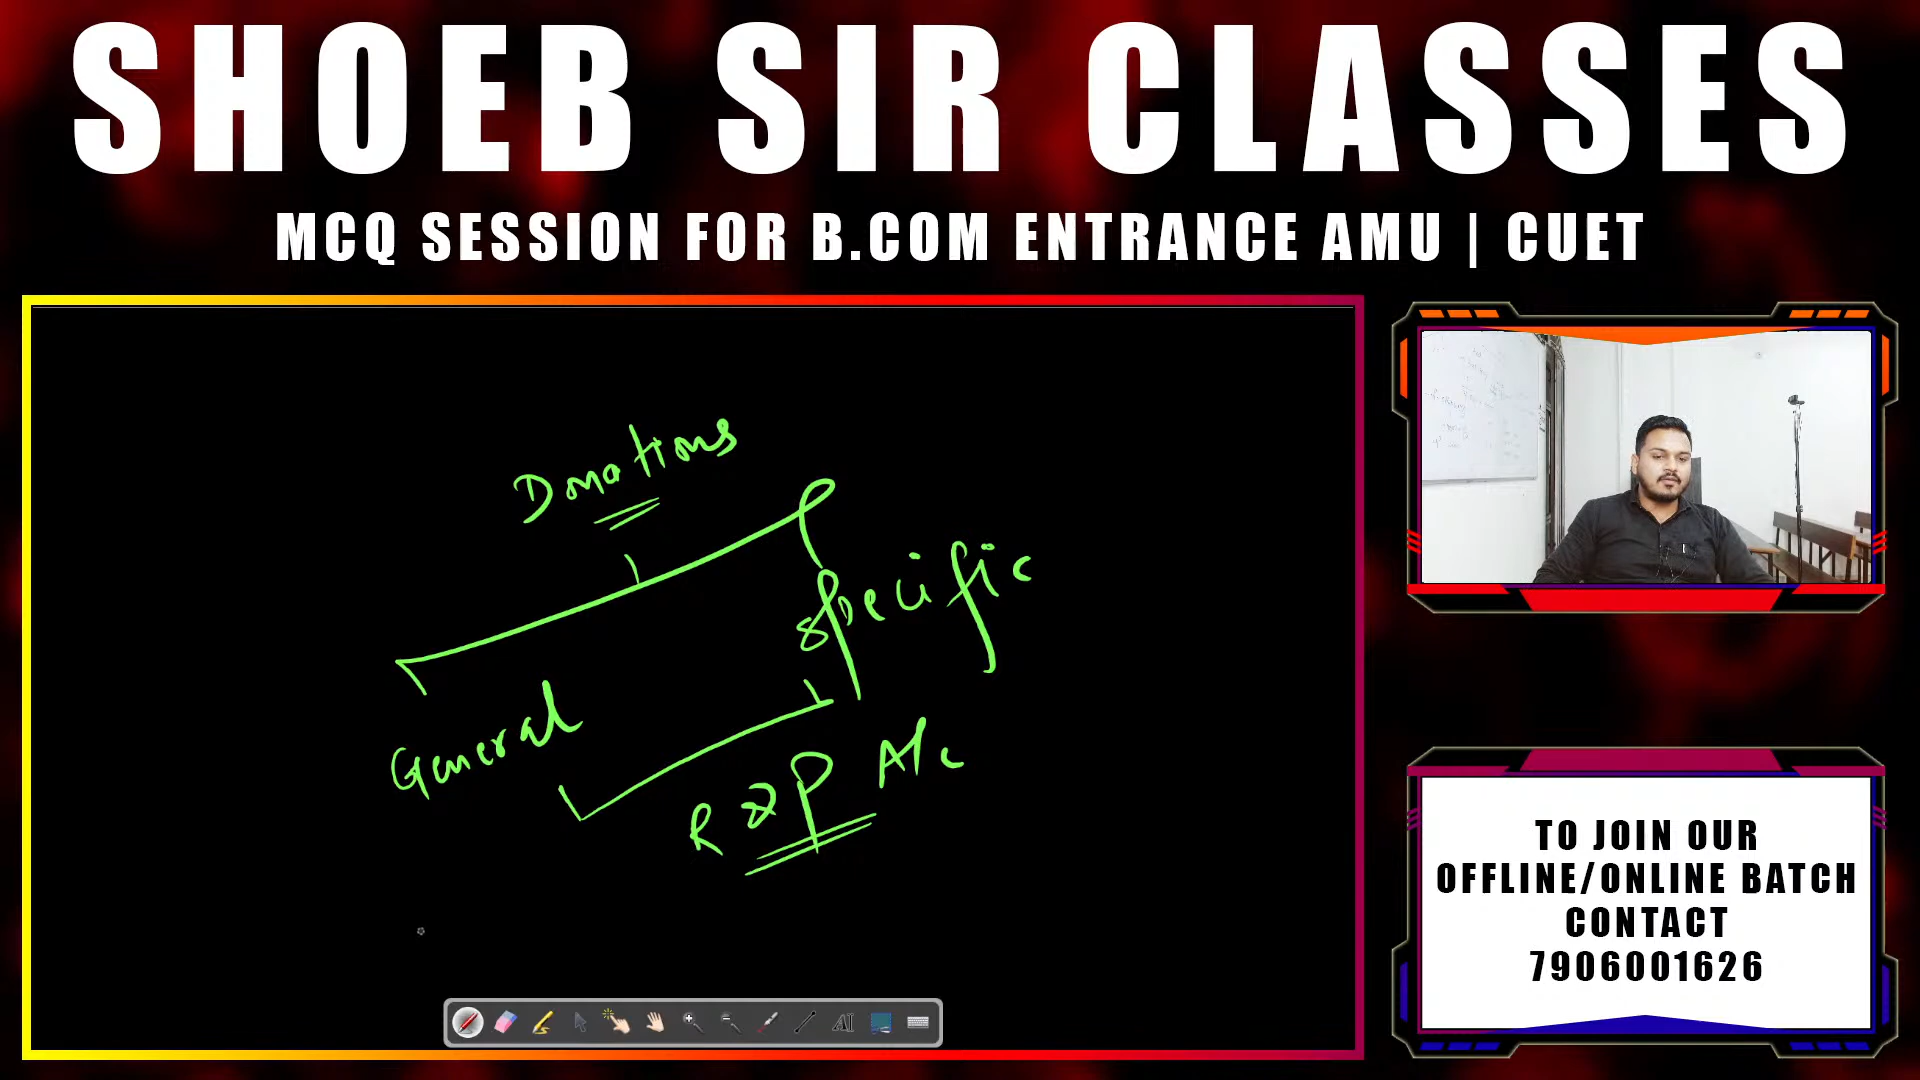 SHOEB SIR CLASSES
MCQ SESSION FOR B.COM ENTRANCE AMU | CUET
Donations
General
Specific
R & P A/c
TO JOIN OUR
OFFLINE/ONLINE BATCH
CONTACT
7906001626
AI